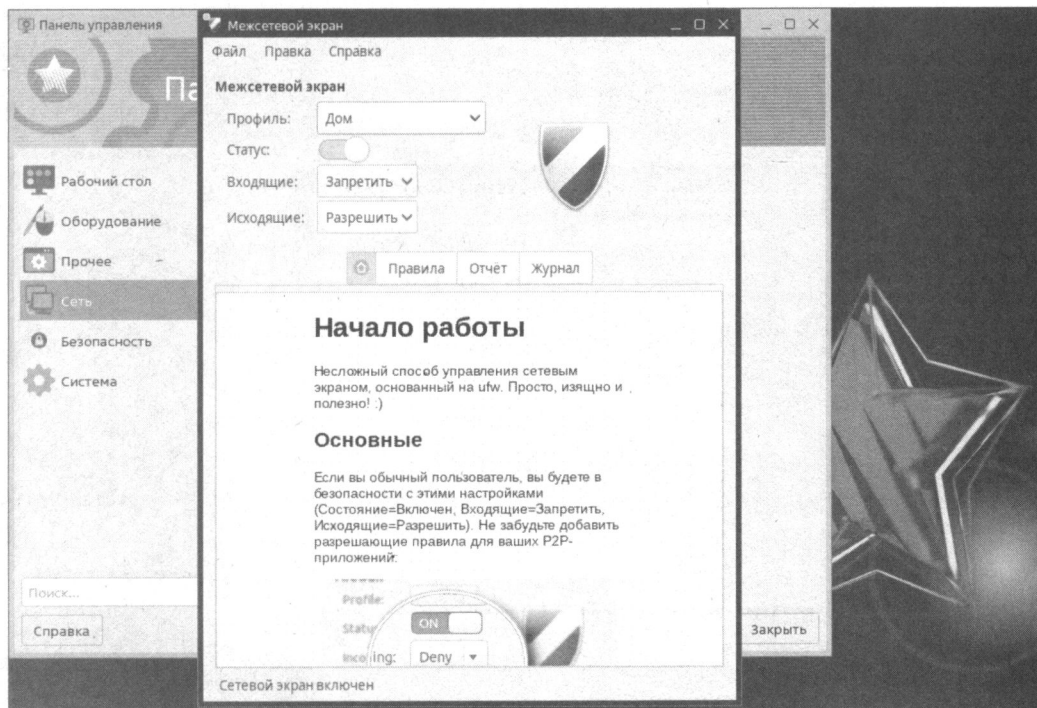 Панель управления
Межсетевой экран
Файл Правка Справка
Па
Межсетевой экран
Профиль: Дом
Статус:
Входящие: Запретить
Исходящие: Разрешить
Рабочий стол
Оборудование
Прочее
Сеть
Безопасность
Система
Правила Отчёт Журнал
Начало работы
Несложный способ управления сетевым
экраном, основанный на ufw. Просто, изящно и
полезно! :)
Основные
Если вы обычный пользователь, вы будете в
безопасности с этими настройками
(Состояние=Включен, Входящие=Запретить,
Исходящие=Разрешить). Не забудьте добавить
разрешающие правила для ваших P2P-
приложений:
Profile:
Status ON
Incoming: Deny
Поиск...
Справка
Закрыть
Сетевой экран включен